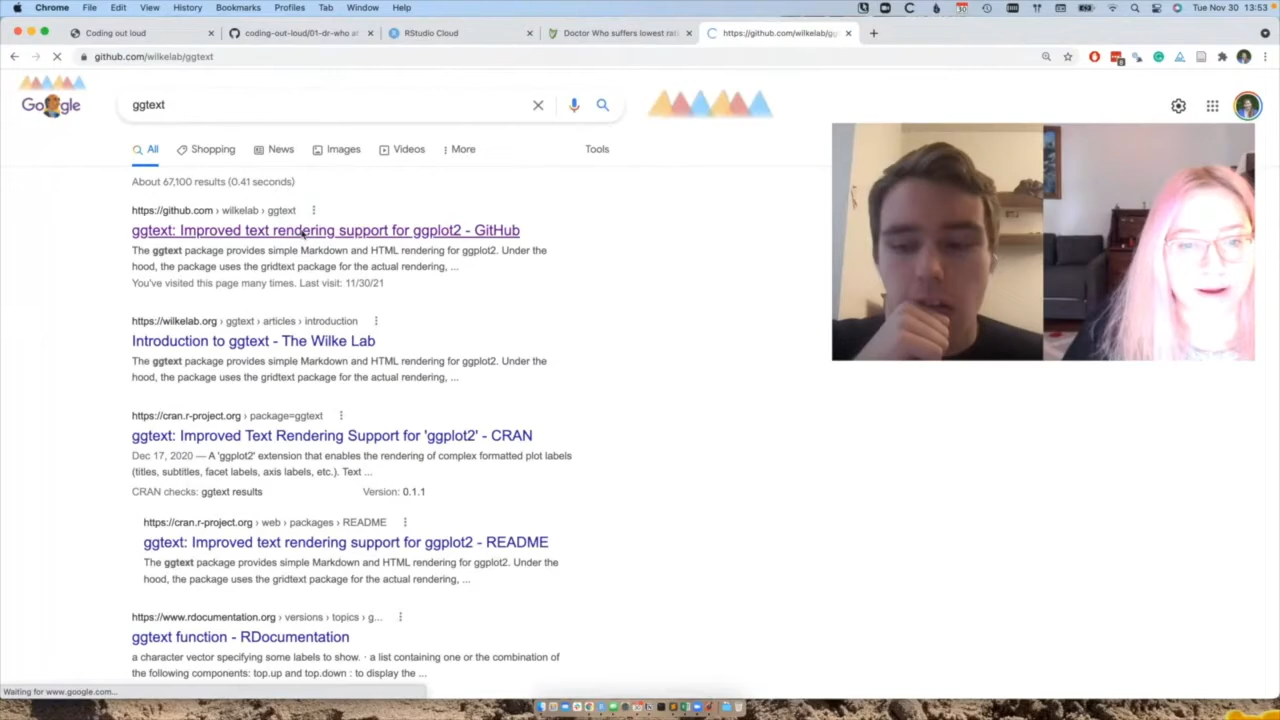 Chrome File Edit View History Bookmarks Profiles Tab Window Help Tue Nov 30 13:53
Coding out loud coding-out-loud/01-dr-who at RStudio Cloud Doctor Who suffers lowest rati https://github.com/wilkelab/gg
github.com/wilkelab/ggtext
Google
ggtext
All Shopping News Images Videos More Tools
About 67,100 results (0.41 seconds)
https://github.com › wilkelab › ggtext
ggtext: Improved text rendering support for ggplot2 - GitHub
The ggtext package provides simple Markdown and HTML rendering for ggplot2. Under the
hood, the package uses the gridtext package for the actual rendering, ...
You've visited this page many times. Last visit: 11/30/21
https://wilkelab.org › ggtext › articles › introduction
Introduction to ggtext - The Wilke Lab
The ggtext package provides simple Markdown and HTML rendering for ggplot2. Under the
hood, the package uses the gridtext package for the actual rendering, ...
https://cran.r-project.org › package=ggtext
ggtext: Improved Text Rendering Support for 'ggplot2' - CRAN
Dec 17, 2020 — A 'ggplot2' extension that enables the rendering of complex formatted plot labels
(titles, subtitles, facet labels, axis labels, etc.). Text ...
CRAN checks: ggtext results Version: 0.1.1
https://cran.r-project.org › web › packages › README
ggtext: Improved text rendering support for ggplot2 - README
The ggtext package provides simple Markdown and HTML rendering for ggplot2. Under the
hood, the package uses the gridtext package for the actual rendering, ...
https://www.rdocumentation.org › versions › topics › g...
ggtext function - RDocumentation
a character vector specifying some labels to show. · a list containing one or the combination of
the following components: top.up and top.down : to display the ...
Waiting for www.google.com...